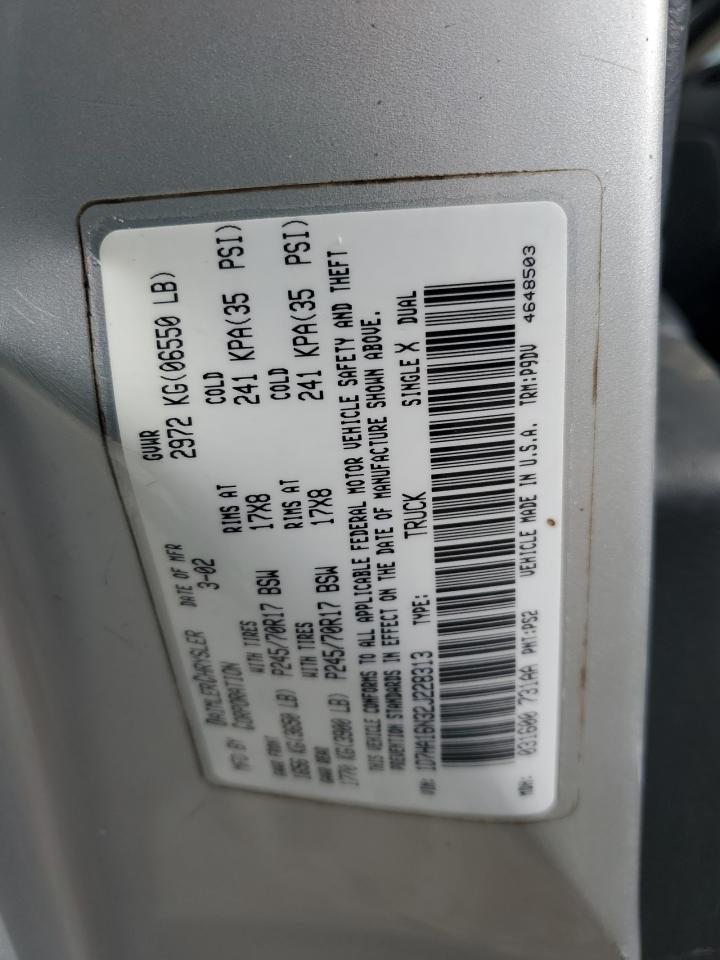 MFD BY DAIMLERCHRYSLER CORPORATION DATE OF MFR 3-02 GVWR 2972 KG(06550 LB)
GAWR FRONT WITH TIRES RIMS AT COLD
1656 KG(3650 LB) P245/70R17 BSW 17X8 241 KPA(35 PSI)
GAWR REAR WITH TIRES RIMS AT COLD
1770 KG(3900 LB) P245/70R17 BSW 17X8 241 KPA(35 PSI)
THIS VEHICLE CONFORMS TO ALL APPLICABLE FEDERAL MOTOR VEHICLE SAFETY AND THEFT
PREVENTION STANDARDS IN EFFECT ON THE DATE OF MANUFACTURE SHOWN ABOVE.
VIN: 1D7HA16N32J228313 TYPE: TRUCK SINGLE X DUAL
MDH: 031600 731AA PNT:PS2 VEHICLE MADE IN U.S.A. TRM:P9DV 4648503